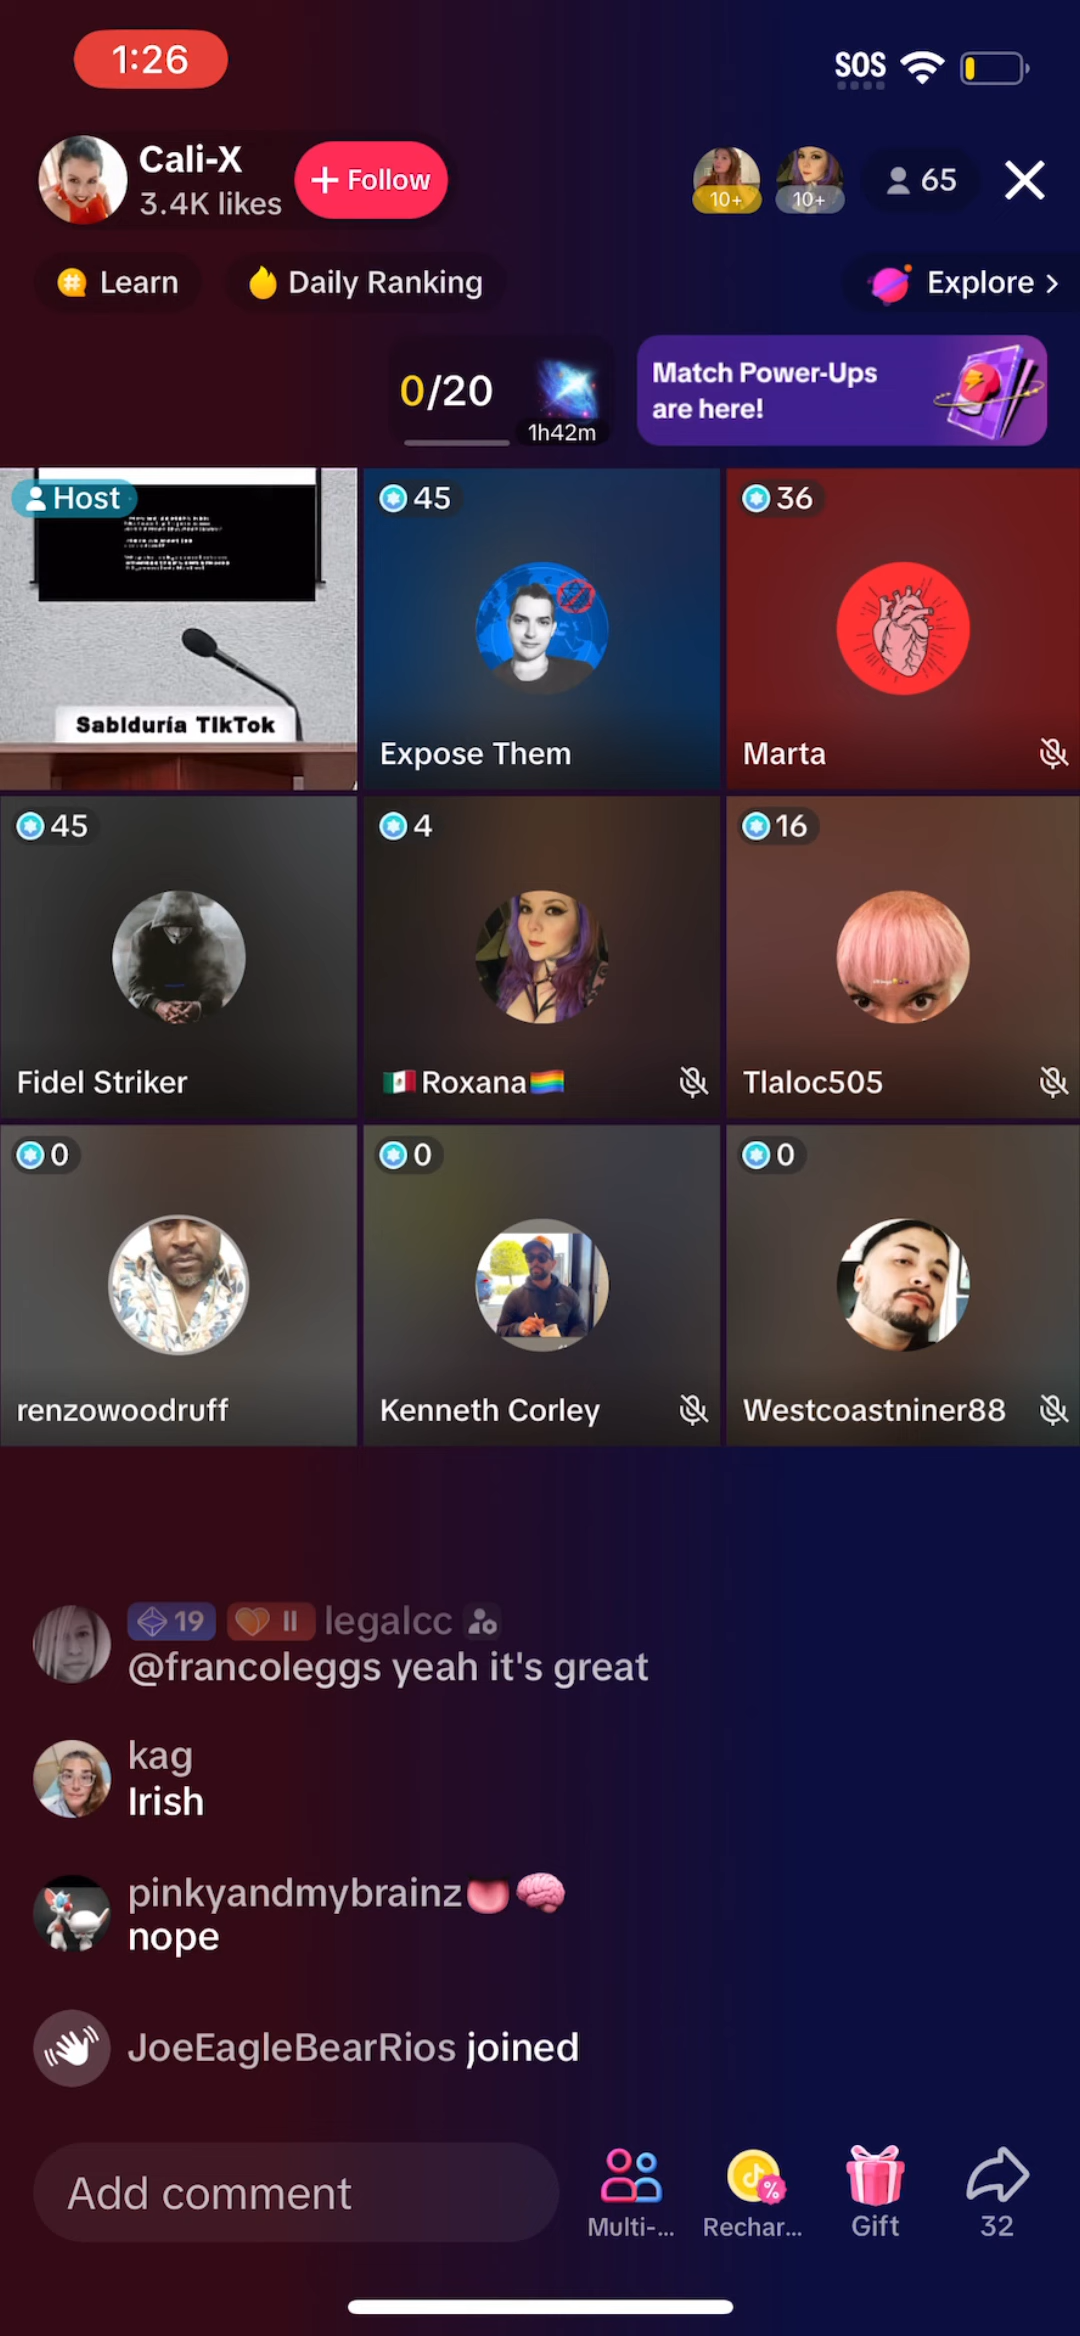 1:26
SOS
Cali-X
3.4K likes
+ Follow
10+
10+
65
Learn
Daily Ranking
Explore >
0/20
1h42m
Match Power-Ups
are here!
Host
Sabiduría TikTok
45
Expose Them
36
Marta
45
Fidel Striker
4
🇲🇽Roxana🏳️‍🌈
16
Tlaloc505
0
renzowoodruff
0
Kenneth Corley
0
Westcoastniner88
19 II legalcc
@francoleggs yeah it's great
kag
Irish
pinkyandmybrainz👅🧠
nope
JoeEagleBearRios joined
Add comment
Multi-...
Rechar...
Gift
32